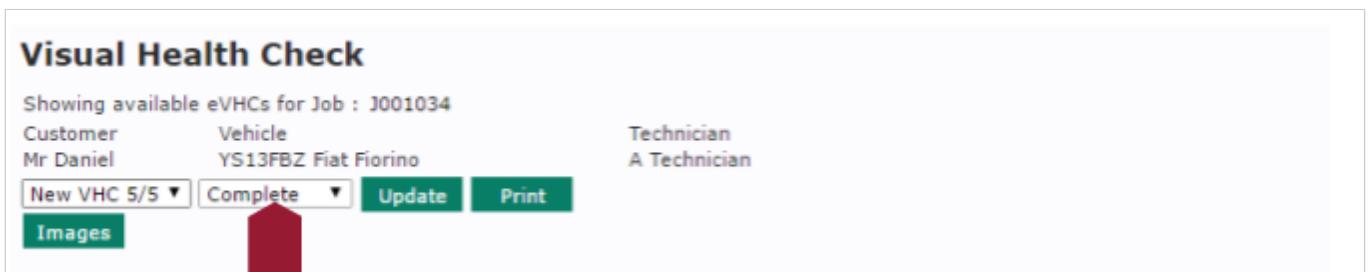 Visual Health Check
Showing available eVHCs for Job : J001034
Customer Vehicle Technician
Mr Daniel YS13FBZ Fiat Fiorino A Technician
New VHC 5/5 Complete Update Print
Images